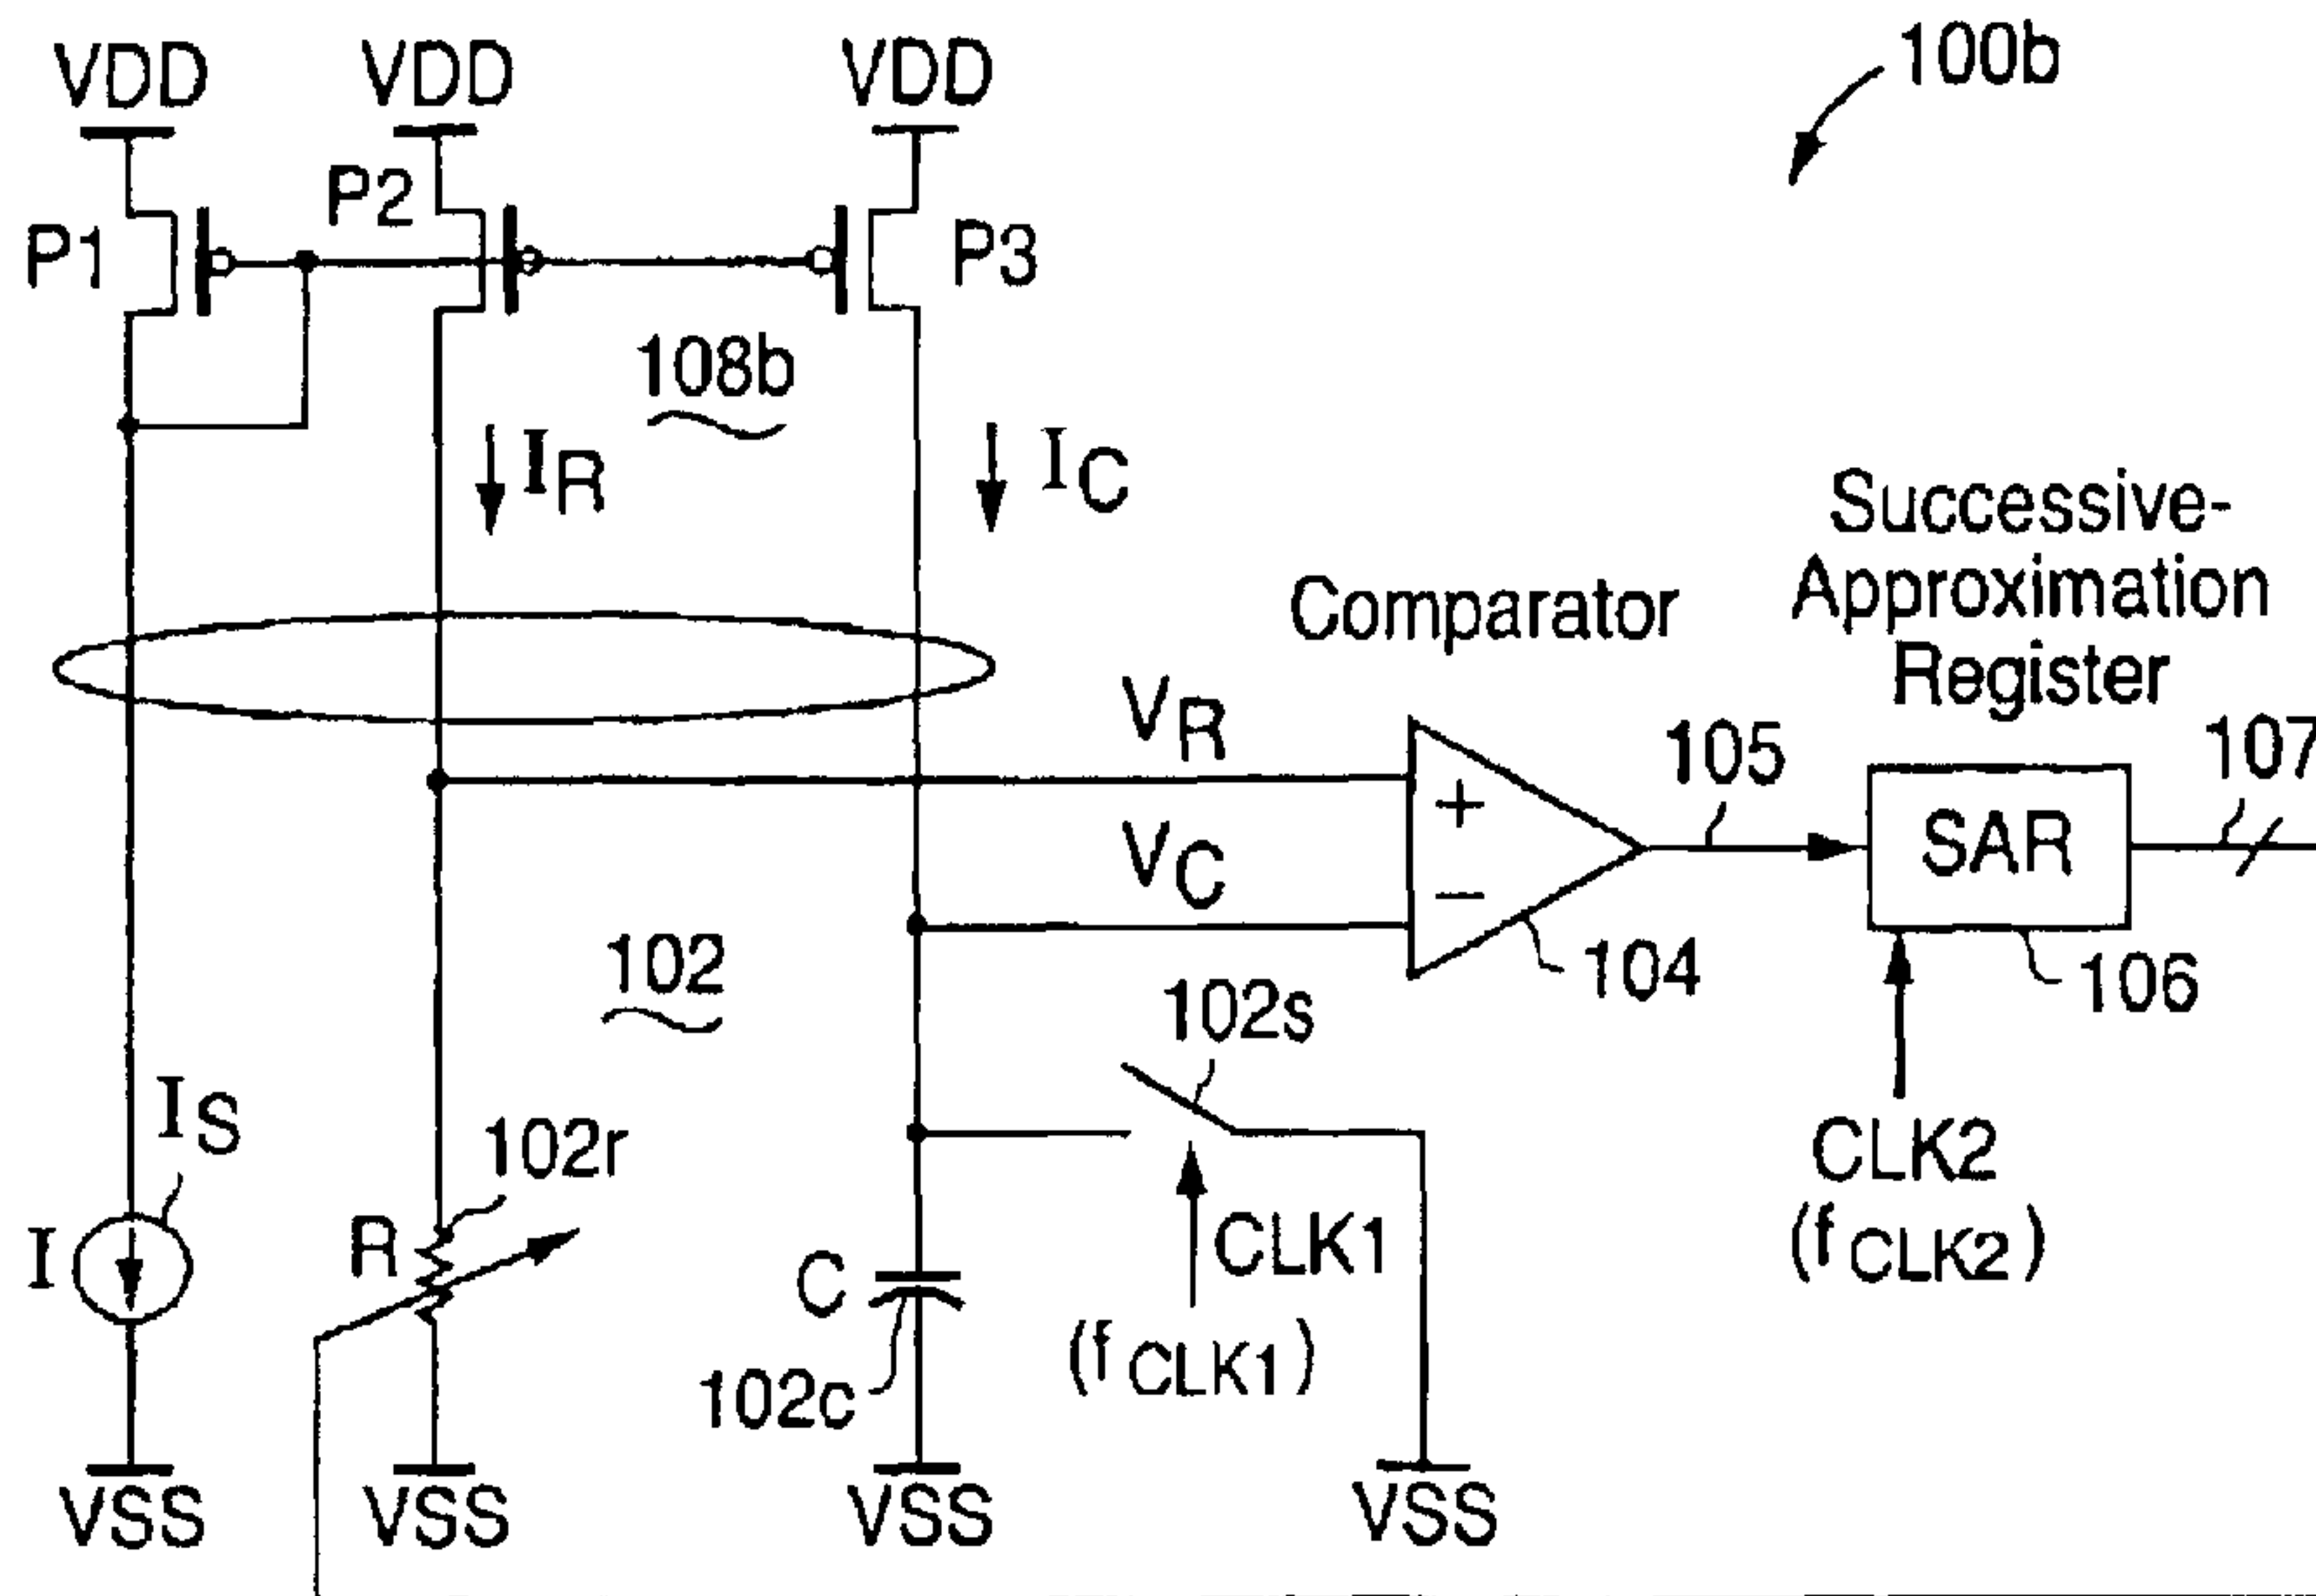 VDD VDD VDD
100b
P1 P2 P3
108b
IR IC
Successive-
Approximation
Register
Comparator
VR
105
107
+
SAR
VC
−
104
106
102
102s
CLK2
(fCLK2)
IS
102r
I
R
C
CLK1
(fCLK1)
102c
VSS VSS VSS VSS